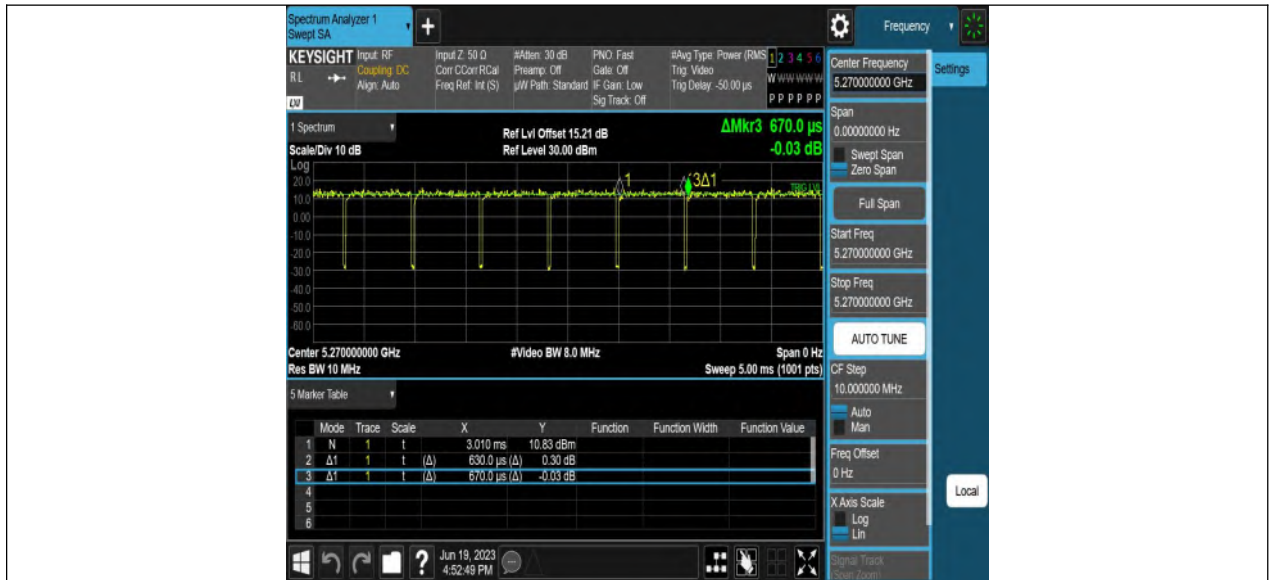 Spectrum Analyzer 1
Swept SA
+
Frequency
KEYSIGHT
RL
LXI
Input: RF
Coupling: DC
Align: Auto
Input Z: 50 Ω
Corr CCorr RCal
Freq Ref: Int (S)
#Atten: 30 dB
Preamp: Off
µW Path: Standard
PNO: Fast
Gate: Off
IF Gain: Low
Sig Track: Off
#Avg Type: Power (RMS
Trig: Video
Trig Delay: -50.00 µs
1 2 3 4 5 6
W W W W W W
P P P P P P
Center Frequency
5.270000000 GHz
Settings
1 Spectrum
Scale/Div 10 dB
Ref Lvl Offset 15.21 dB
Ref Level 30.00 dBm
ΔMkr3 670.0 µs
-0.03 dB
Log
20.0
10.0
0.00
-10.0
-20.0
-30.0
-40.0
-50.0
-60.0
1
3Δ1
TRIG LVL
Center 5.270000000 GHz
Res BW 10 MHz
#Video BW 8.0 MHz
Span 0 Hz
Sweep 5.00 ms (1001 pts)
Span
0.00000000 Hz
Swept Span
Zero Span
Full Span
Start Freq
5.270000000 GHz
Stop Freq
5.270000000 GHz
AUTO TUNE
CF Step
10.000000 MHz
Auto
Man
Freq Offset
0 Hz
X Axis Scale
Log
Lin
Signal Track
(Span Zoom)
Local
5 Marker Table
Mode Trace Scale X Y Function Function Width Function Value
1 N 1 t 3.010 ms 10.83 dBm
2 Δ1 1 t (Δ) 630.0 µs (Δ) 0.30 dB
3 Δ1 1 t (Δ) 670.0 µs (Δ) -0.03 dB
4
5
6
?
Jun 19, 2023
4:52:49 PM